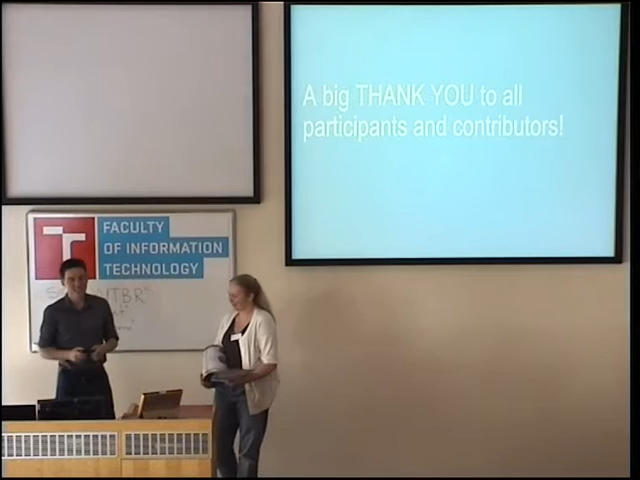 A big THANK YOU to all
participants and contributors!
FACULTY
OF INFORMATION
TECHNOLOGY